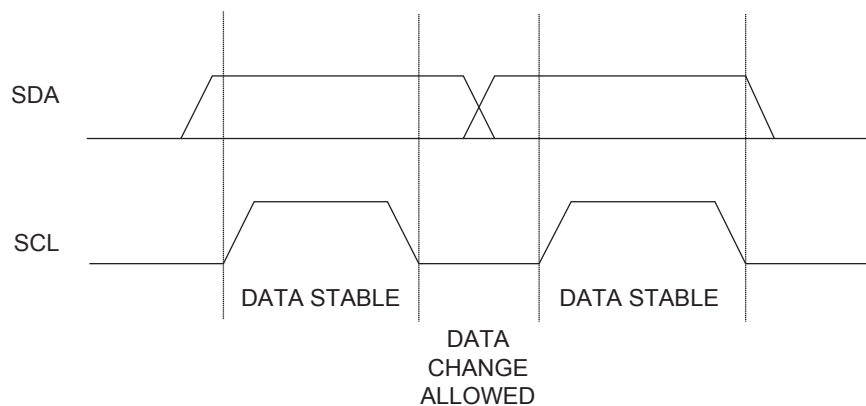 SDA
SCL
DATA STABLE
DATA STABLE
DATA
CHANGE
ALLOWED